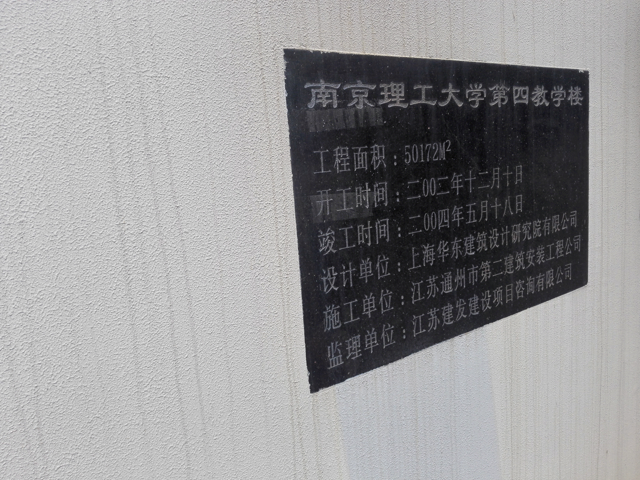 南京理工大学第四教学楼
工程面积：50172M²
开工时间：二00二年十二月十日
竣工时间：二00四年五月十八日
设计单位：上海华东建筑设计研究院有限公司
施工单位：江苏通州市第二建筑安装工程公司
监理单位：江苏建发建设项目咨询有限公司